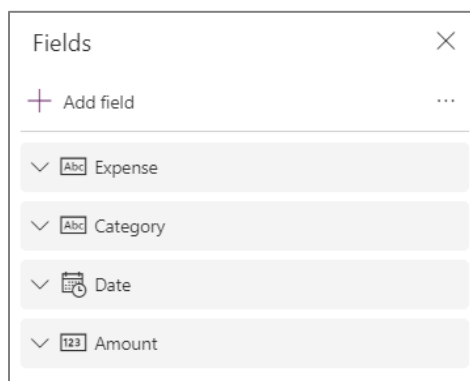 Fields
Add field
Abc Expense
Abc Category
Date
123 Amount